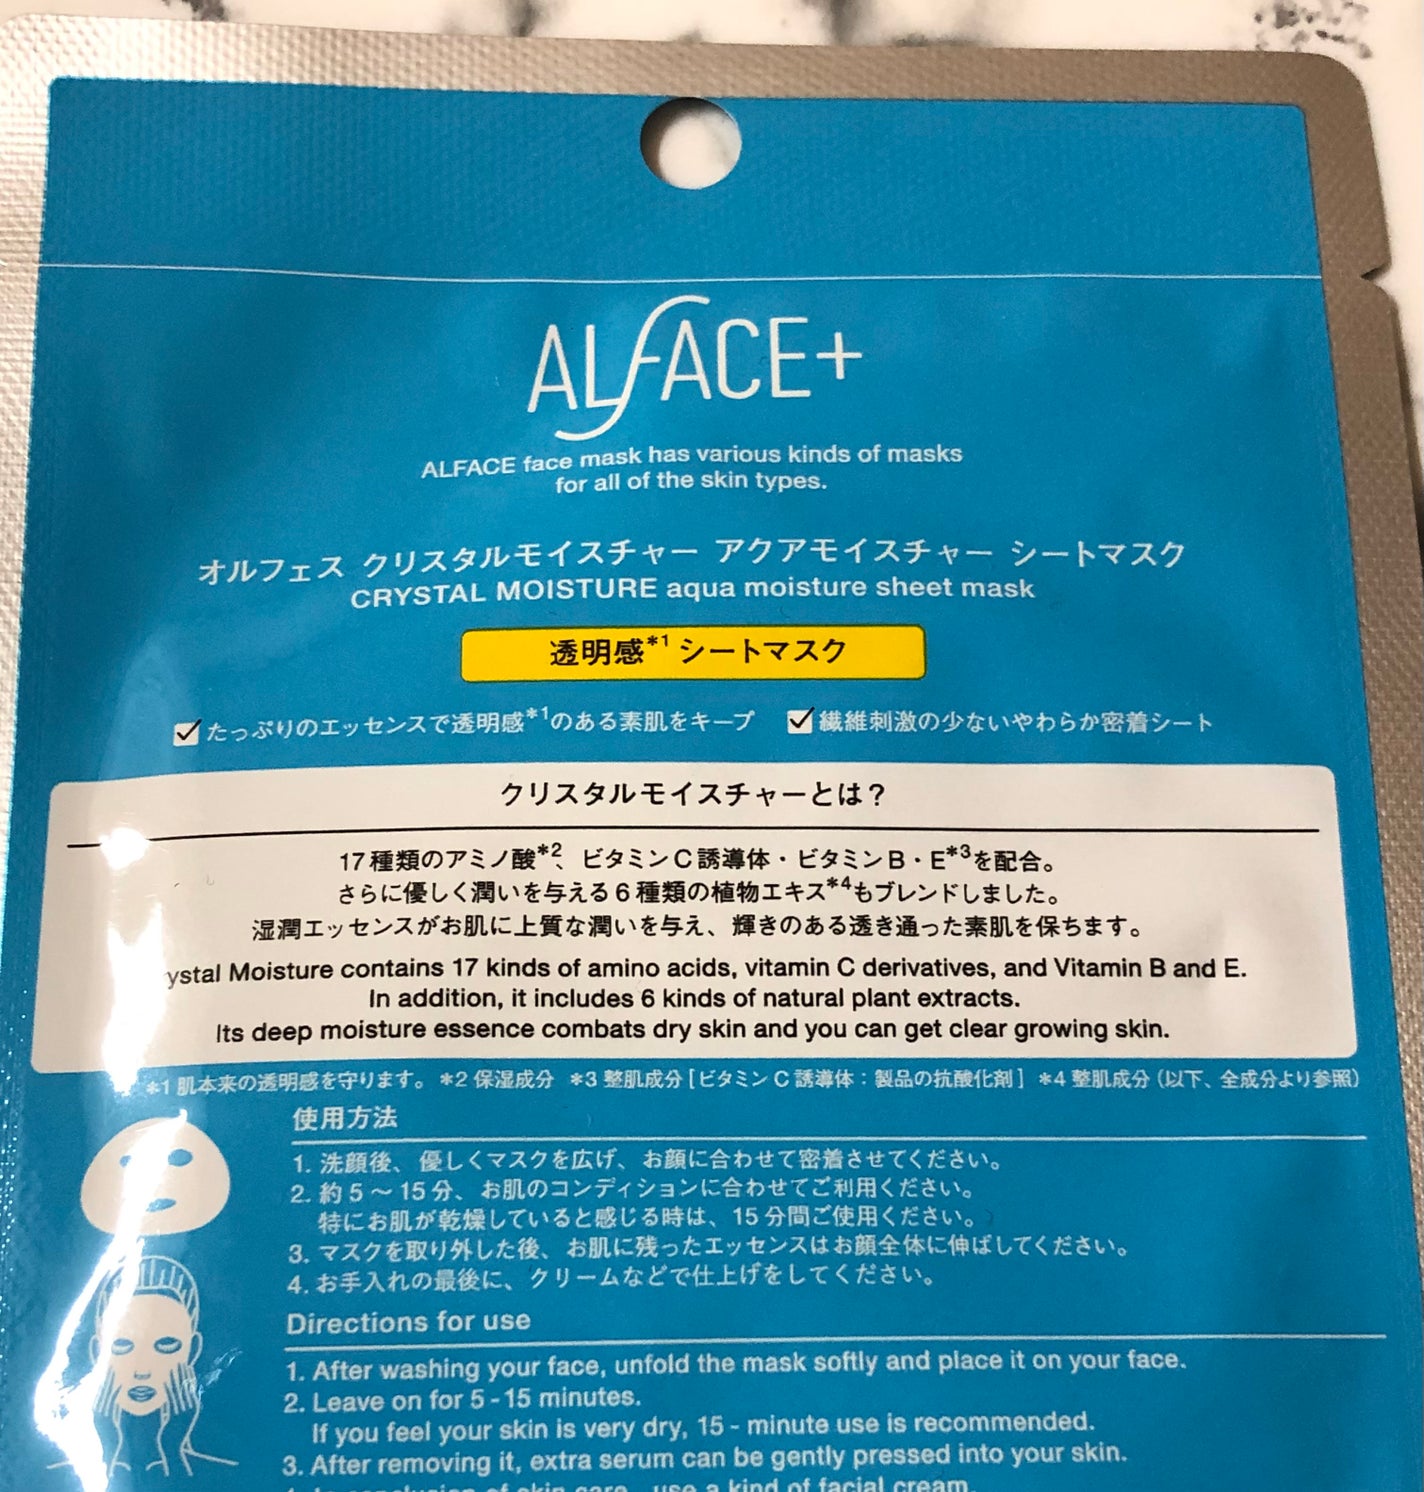 ALFACE+
ALFACE face mask has various kinds of masks
for all of the skin types.
オルフェス クリスタルモイスチャー アクアモイスチャー シートマスク
CRYSTAL MOISTURE aqua moisture sheet mask
透明感*1 シートマスク
たっぷりのエッセンスで透明感*1のある素肌をキープ
繊維刺激の少ないやわらか密着シート
クリスタルモイスチャーとは?
17種類のアミノ酸*2、ビタミンC誘導体・ビタミンB・E*3を配合。
さらに優しく潤いを与える6種類の植物エキス*4もブレンドしました。
湿潤エッセンスがお肌に上質な潤いを与え、輝きのある透き通った素肌を保ちます。
ystal Moisture contains 17 kinds of amino acids, vitamin C derivatives, and Vitamin B and E.
In addition, it includes 6 kinds of natural plant extracts.
Its deep moisture essence combats dry skin and you can get clear growing skin.
*1 肌本来の透明感を守ります。 *2 保湿成分 *3 整肌成分[ビタミンC誘導体:製品の抗酸化剤] *4 整肌成分(以下、全成分より参照)
使用方法
1. 洗顔後、優しくマスクを広げ、お顔に合わせて密着させてください。
2. 約5〜15分、お肌のコンディションに合わせてご利用ください。
特にお肌が乾燥していると感じる時は、15分間ご使用ください。
3. マスクを取り外した後、お肌に残ったエッセンスはお顔全体に伸ばしてください。
4. お手入れの最後に、クリームなどで仕上げをしてください。
Directions for use
1. After washing your face, unfold the mask softly and place it on your face.
2. Leave on for 5 - 15 minutes.
If you feel your skin is very dry, 15 - minute use is recommended.
3. After removing it, extra serum can be gently pressed into your skin.
4. In conclusion of skin care, use a kind of facial cream.